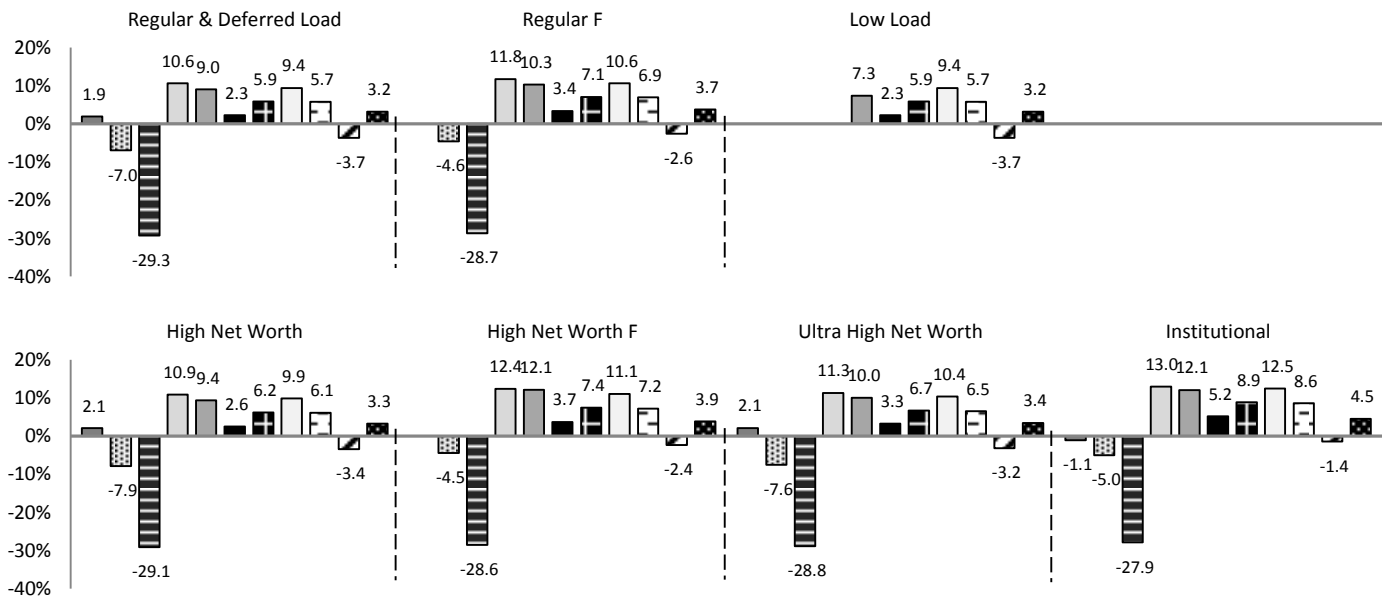 Regular & Deferred Load Regular F Low Load
20%
10%
0%
-10%
-20%
-30%
-40%
1.9 -7.0 -29.3 10.6 9.0 2.3 5.9 9.4 5.7 -3.7 3.2
-4.6 -28.7 11.8 10.3 3.4 7.1 10.6 6.9 -2.6 3.7
7.3 2.3 5.9 9.4 5.7 -3.7 3.2
High Net Worth High Net Worth F Ultra High Net Worth Institutional
20%
10%
0%
-10%
-20%
-30%
-40%
2.1 -7.9 -29.1 10.9 9.4 2.6 6.2 9.9 6.1 -3.4 3.3
-4.5 -28.6 12.4 12.1 3.7 7.4 11.1 7.2 -2.4 3.9
2.1 -7.6 -28.8 11.3 10.0 3.3 6.7 10.4 6.5 -3.2 3.4
-1.1 -5.0 -27.9 13.0 12.1 5.2 8.9 12.5 8.6 -1.4 4.5